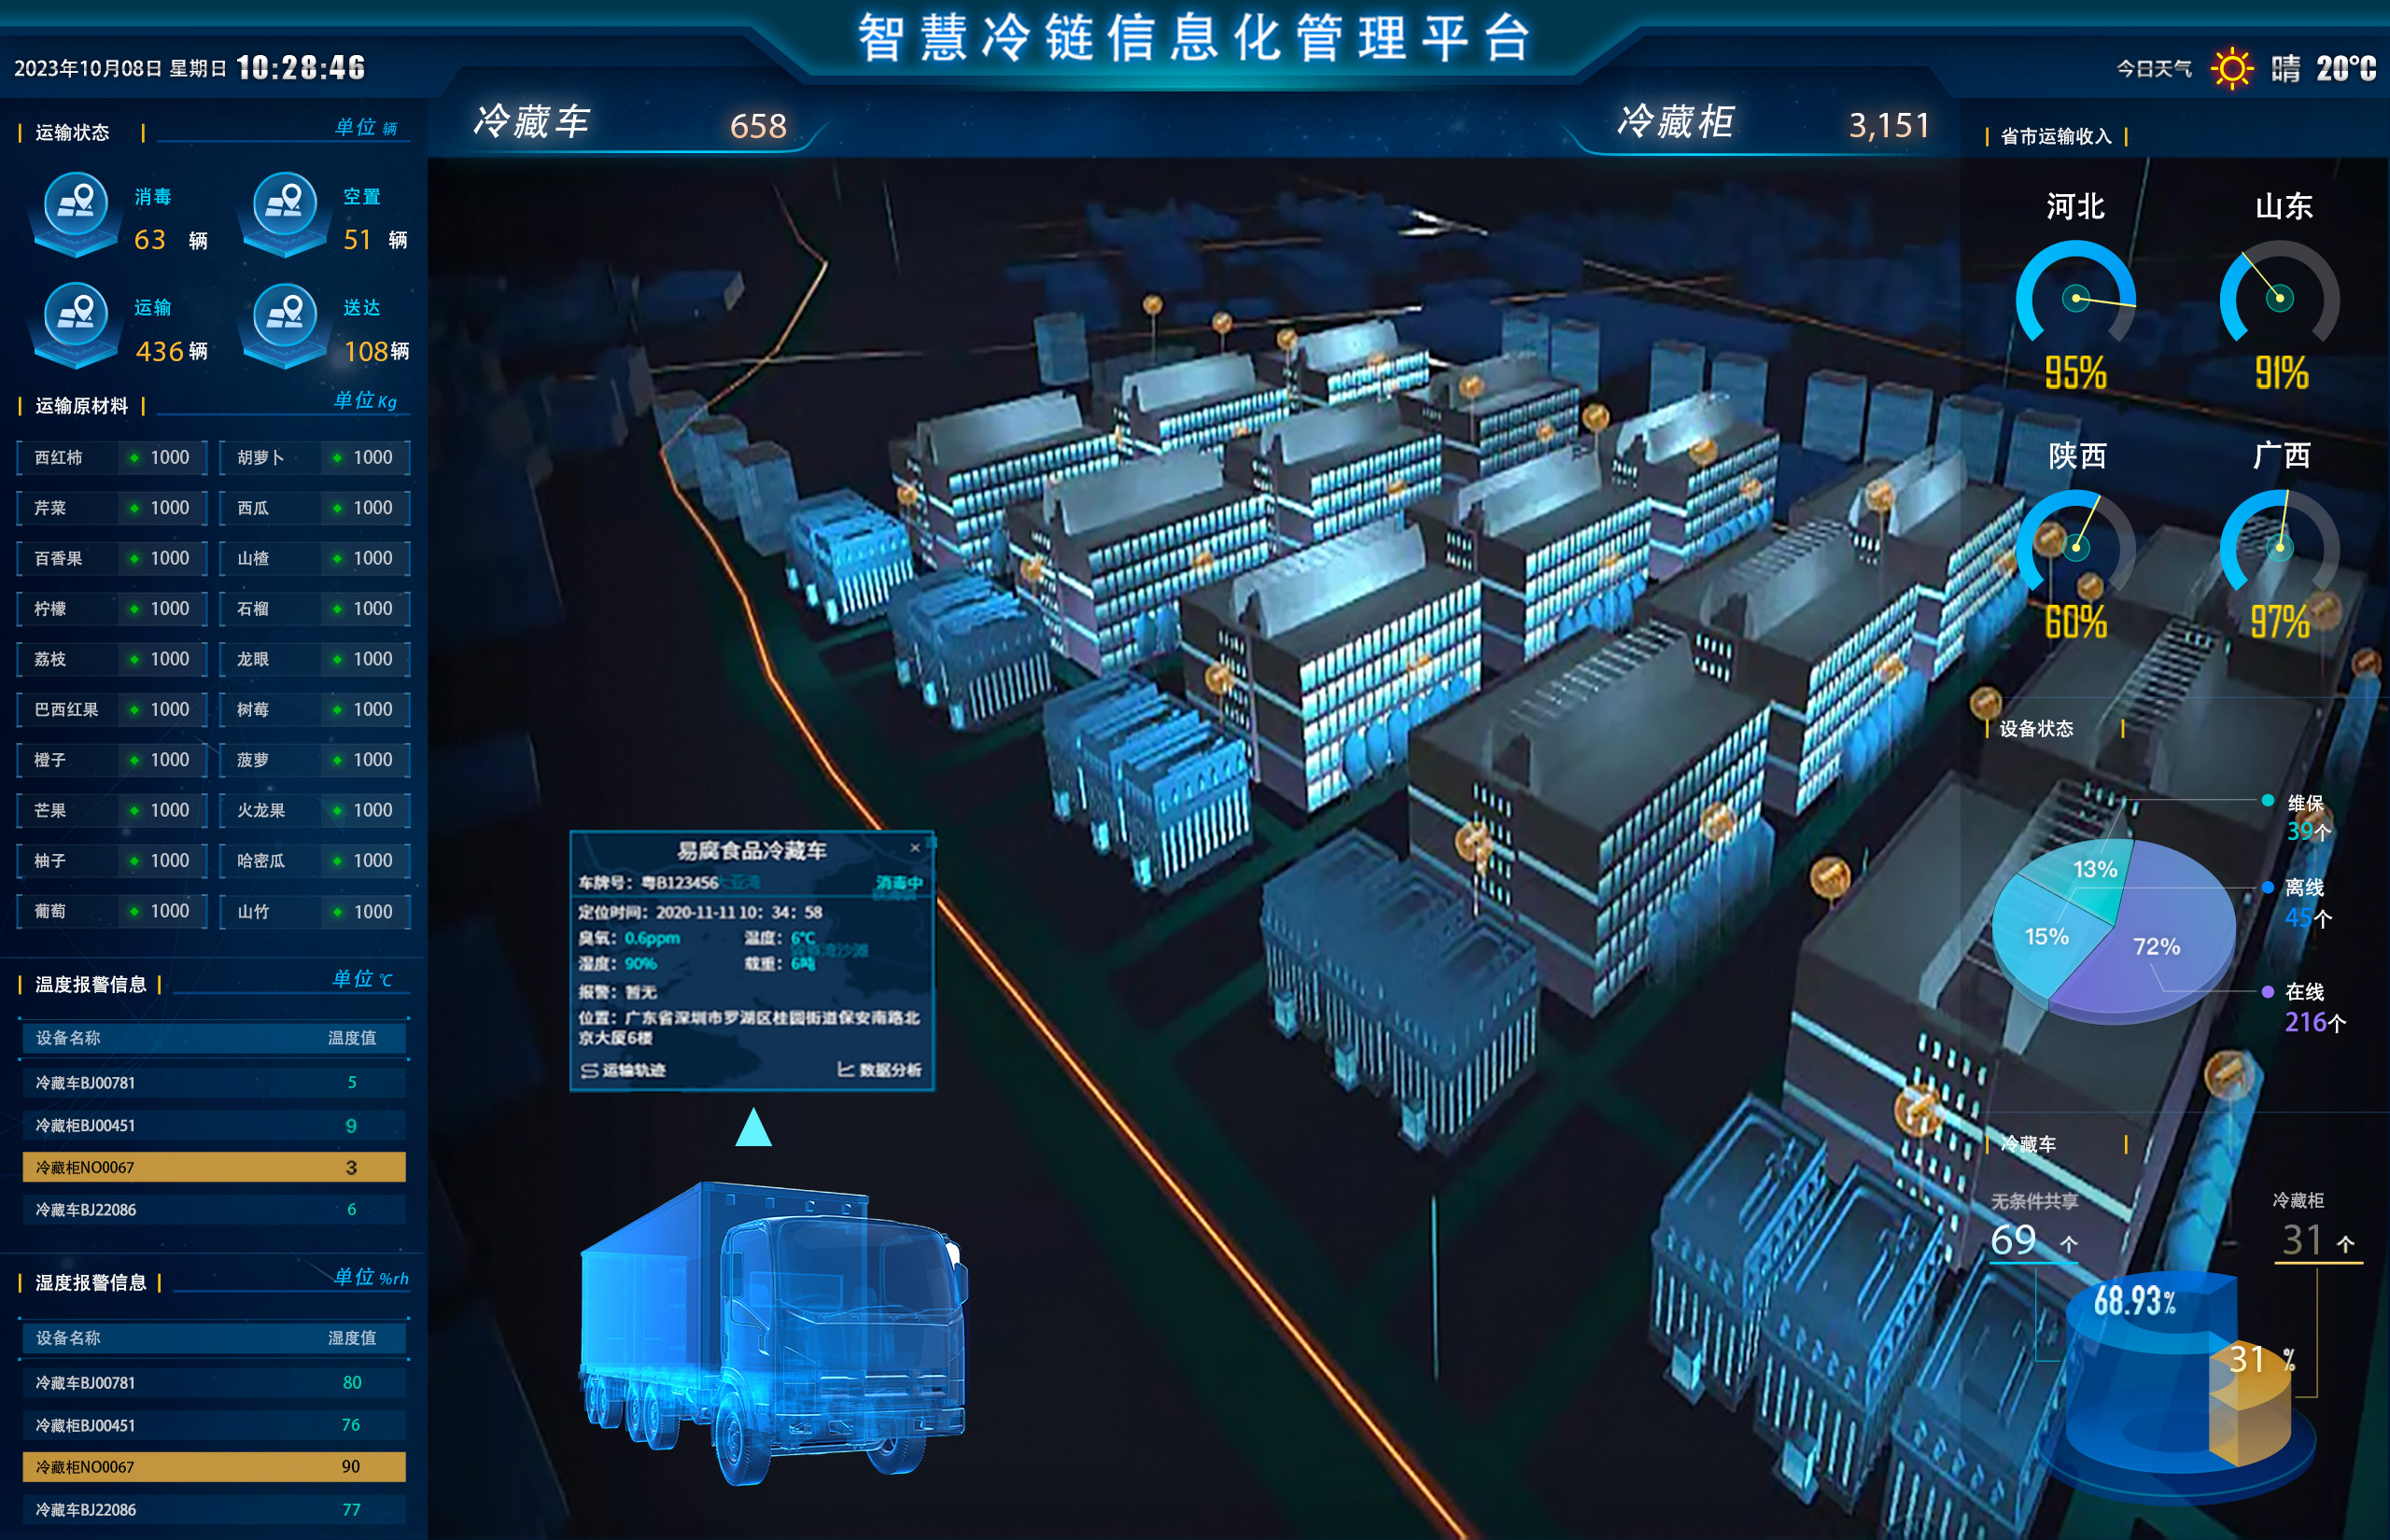 智慧冷链信息化管理平台
2023年10月08日 星期日 10:28:46
今日天气 晴 20℃
冷藏车 658
冷藏柜 3,151
运输状态 单位 辆
消毒 空置
63 辆 51 辆
运输 送达
436 辆 108 辆
运输原材料 单位 Kg
西红柿 1000 胡萝卜 1000
芹菜 1000 西瓜 1000
百香果 1000 山楂 1000
柠檬 1000 石榴 1000
荔枝 1000 龙眼 1000
巴西红果 1000 树莓 1000
橙子 1000 菠萝 1000
芒果 1000 火龙果 1000
柚子 1000 哈密瓜 1000
葡萄 1000 山竹 1000
温度报警信息 单位 ℃
设备名称 温度值
冷藏车BJ00781 5
冷藏柜BJ00451 9
冷藏柜NO0067 3
冷藏车BJ22086 6
湿度报警信息 单位 %rh
设备名称 湿度值
冷藏车BJ00781 80
冷藏柜BJ00451 76
冷藏柜NO0067 90
冷藏车BJ22086 77
易腐食品冷藏车 ×
车牌号：粤B123456 消毒中
定位时间：2020-11-11 10：34：58
臭氧：0.6ppm 温度：6℃
湿度：90% 载重：6吨
报警：暂无
位置：广东省深圳市罗湖区桂园街道保安南路北
京大厦6楼
运输轨迹 数据分析
省市运输收入
河北 山东
95% 91%
陕西 广西
60% 97%
设备状态
维保
39个
13%
离线
45个
15%
72%
在线
216个
冷藏车
无条件共享 冷藏柜
69 个 31 个
68.93%
31 %